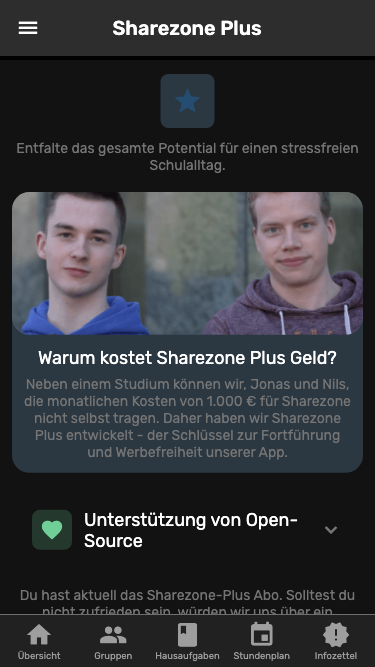 Sharezone Plus
Entfalte das gesamte Potential für einen stressfreien
Schulalltag.
Warum kostet Sharezone Plus Geld?
Neben einem Studium können wir, Jonas und Nils,
die monatlichen Kosten von 1.000 € für Sharezone
nicht selbst tragen. Daher haben wir Sharezone
Plus entwickelt - der Schlüssel zur Fortführung
und Werbefreiheit unserer App.
Unterstützung von Open-
Source
Du hast aktuell das Sharezone-Plus Abo. Solltest du
nicht zufrieden sein, würden wir uns über ein
Übersicht
Gruppen
Hausaufgaben
Stundenplan
Infozettel